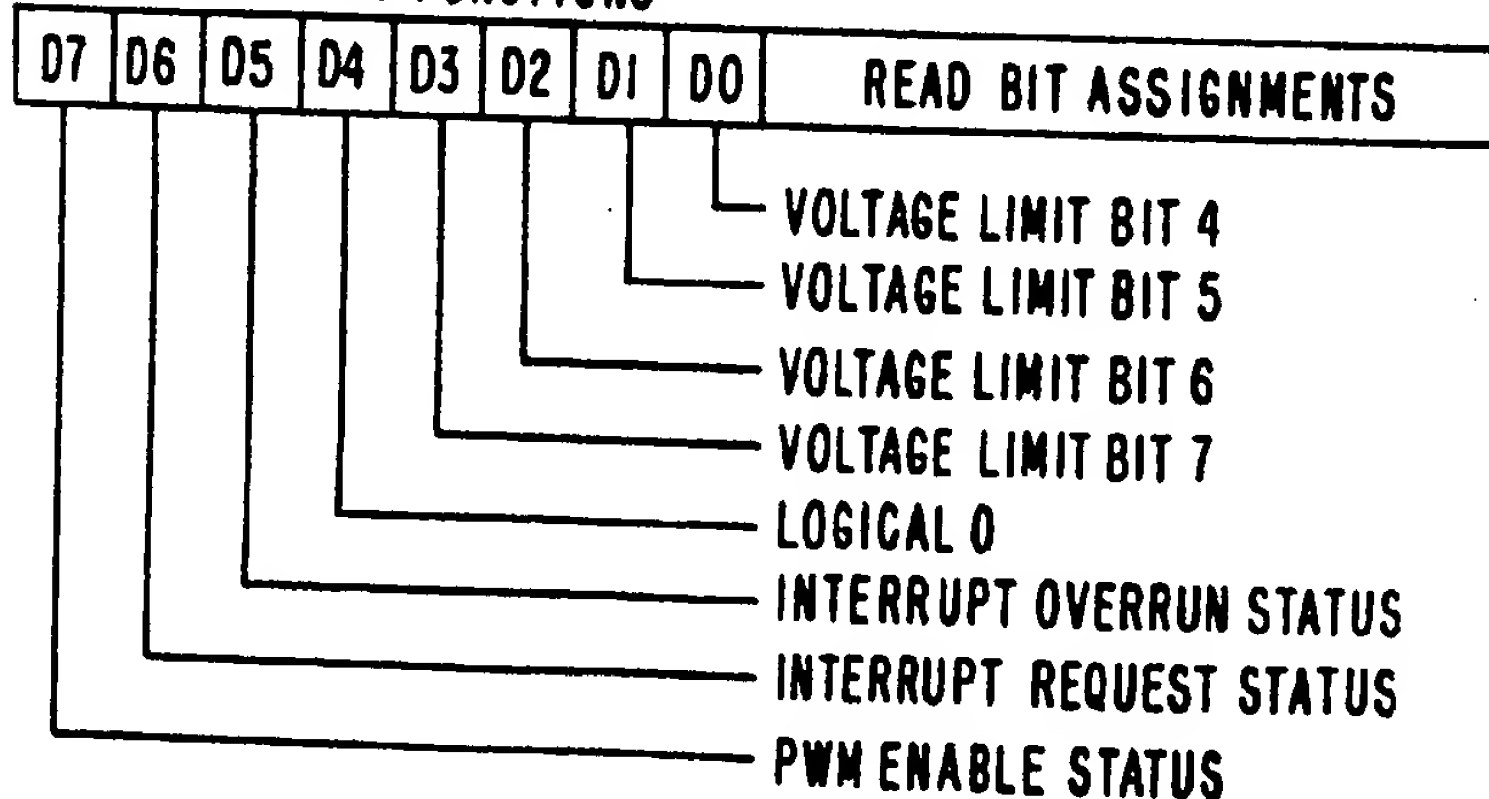 FUNCTIONS
D7 D6 D5 D4 D3 D2 D1 D0 READ BIT ASSIGNMENTS
VOLTAGE LIMIT BIT 4
VOLTAGE LIMIT BIT 5
VOLTAGE LIMIT BIT 6
VOLTAGE LIMIT BIT 7
LOGICAL 0
INTERRUPT OVERRUN STATUS
INTERRUPT REQUEST STATUS
PWM ENABLE STATUS